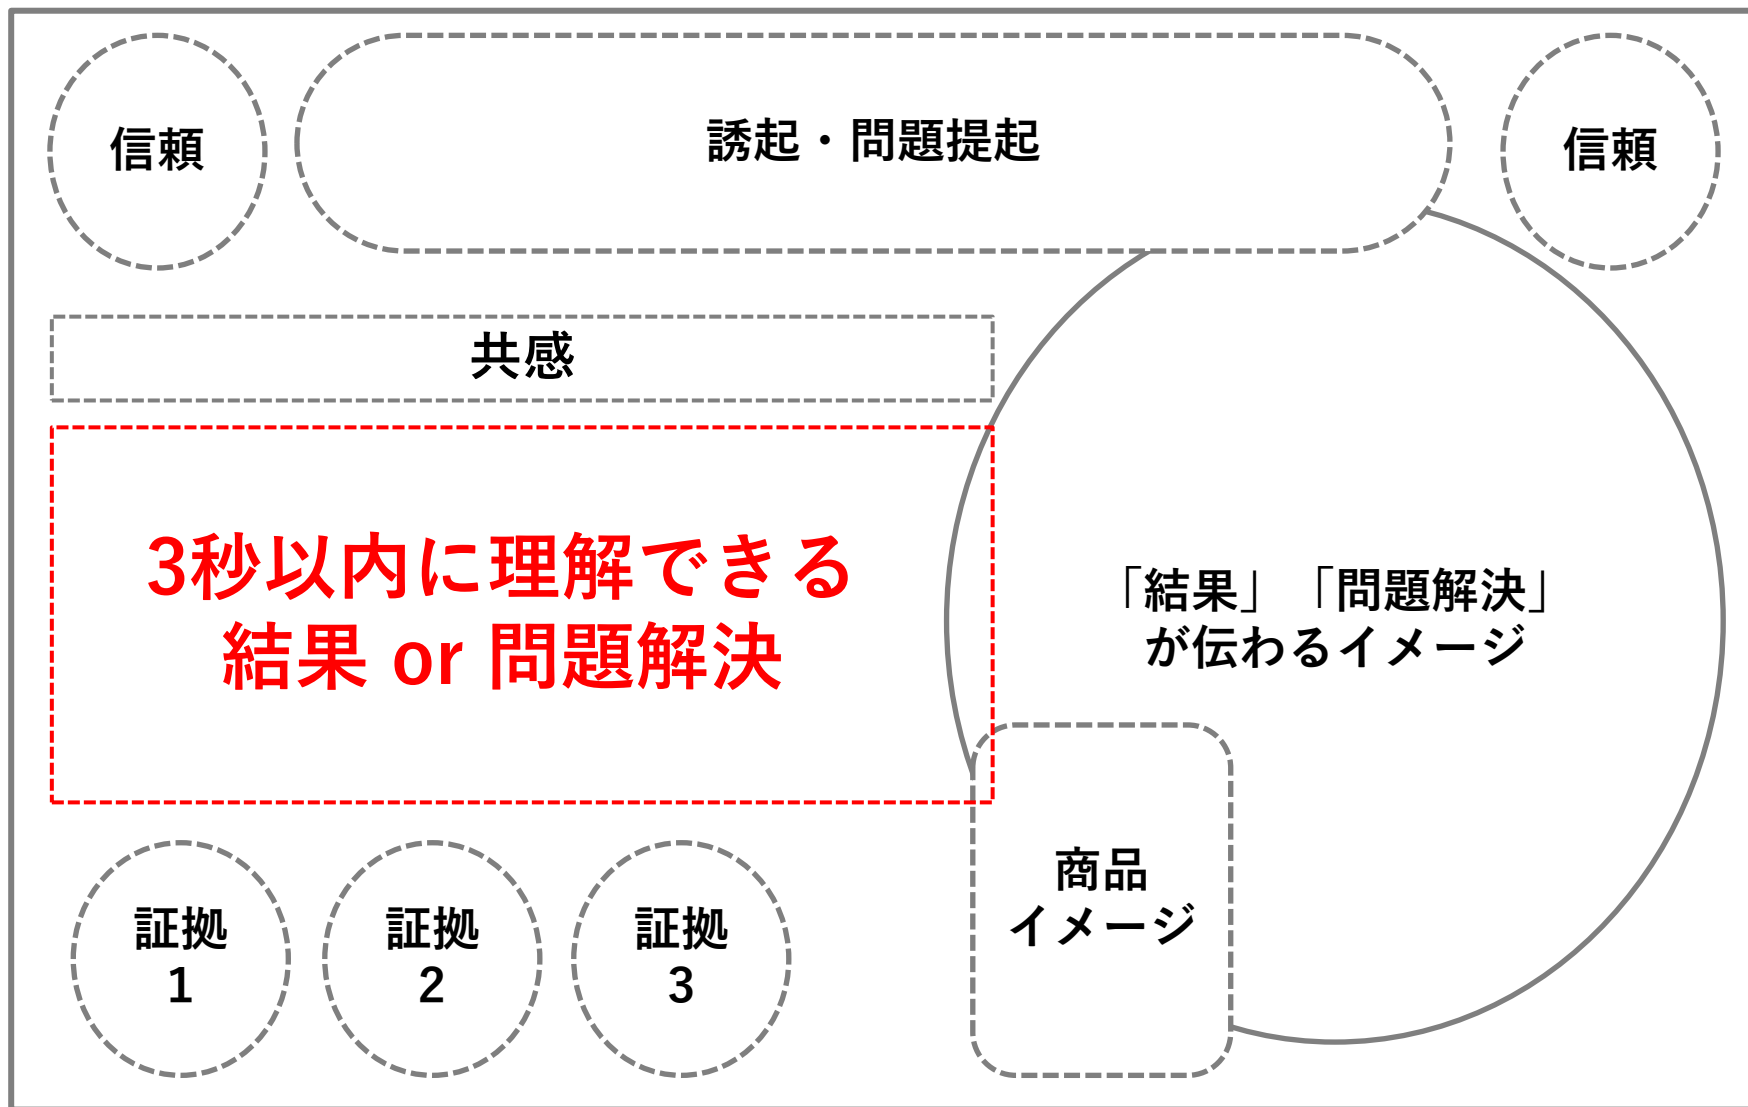 信頼
誘起・問題提起
信頼
共感
3秒以内に理解できる
結果 or 問題解決
「結果」「問題解決」
が伝わるイメージ
商品
イメージ
証拠
1
証拠
2
証拠
3